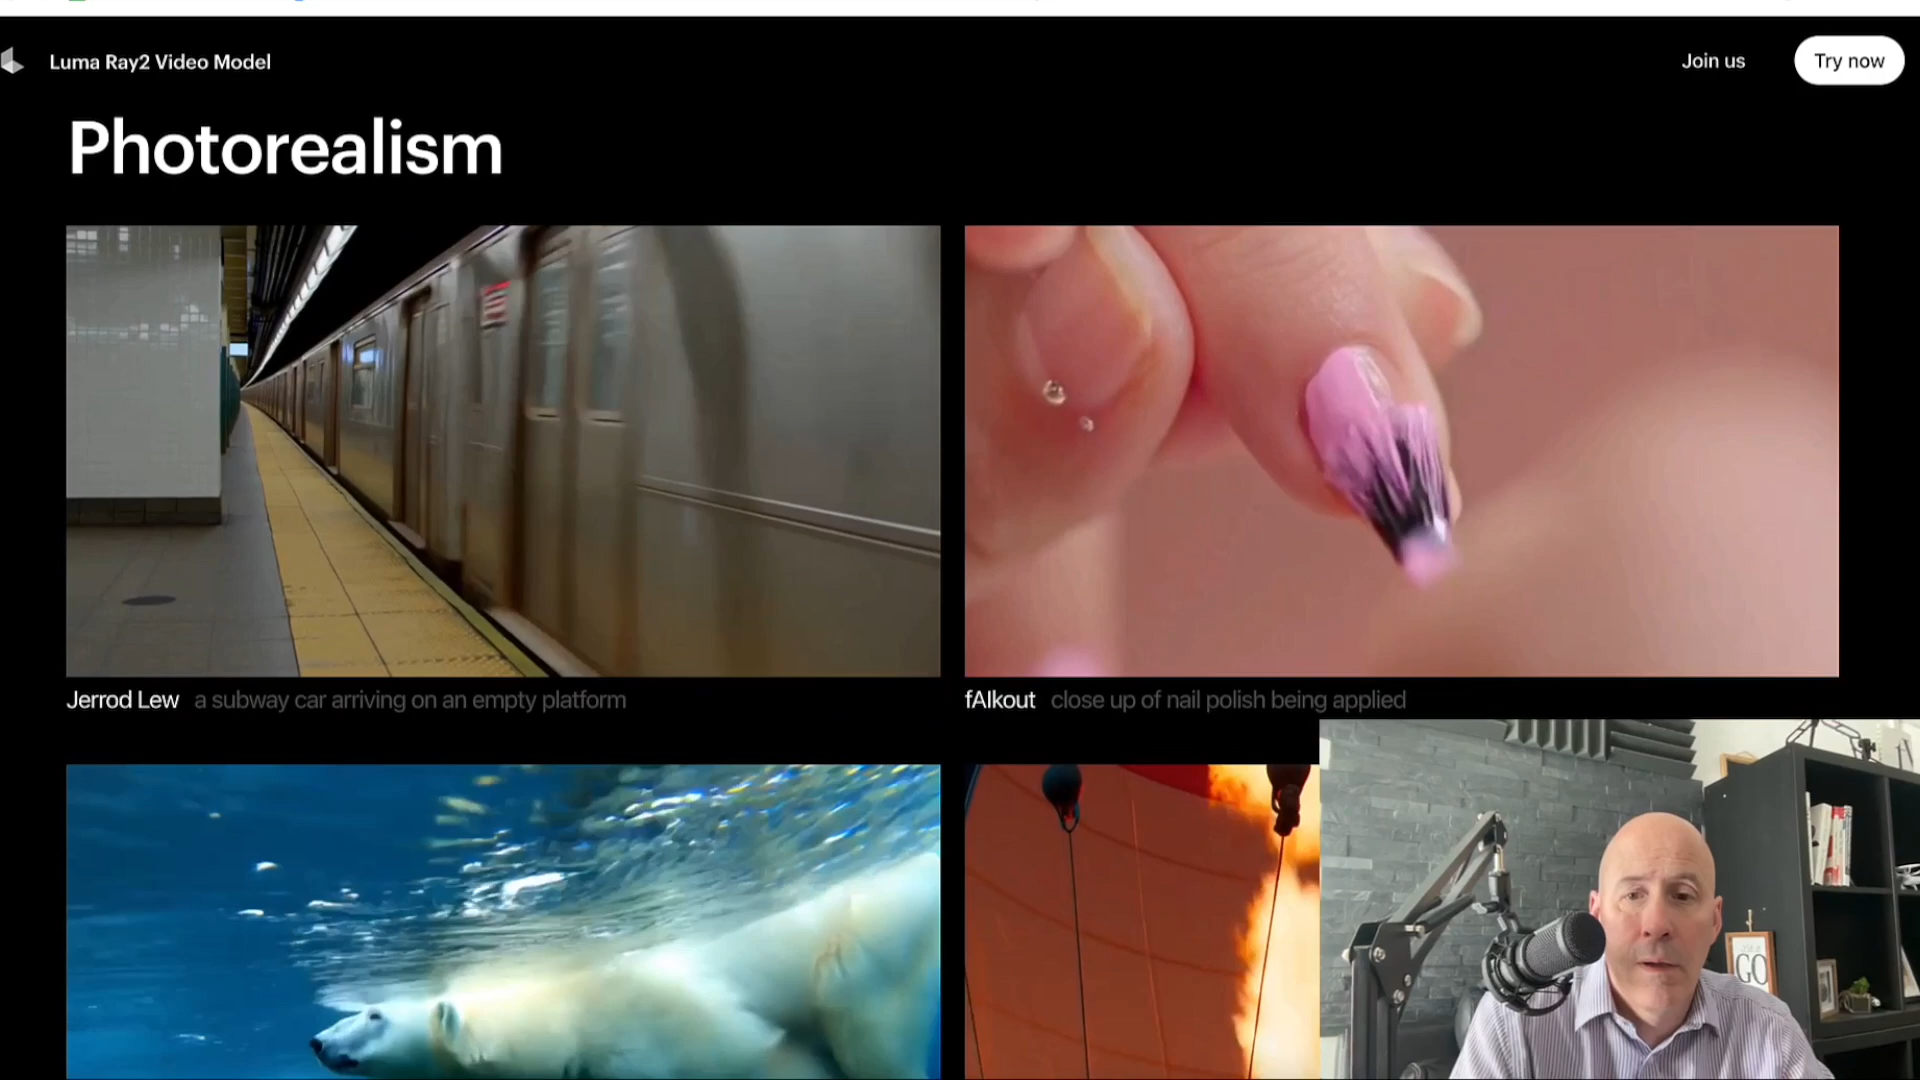 Luma Ray2 Video Model
Join us
Try now
Photorealism
Jerrod Lew a subway car arriving on an empty platform
fAIkout close up of nail polish being applied
GO